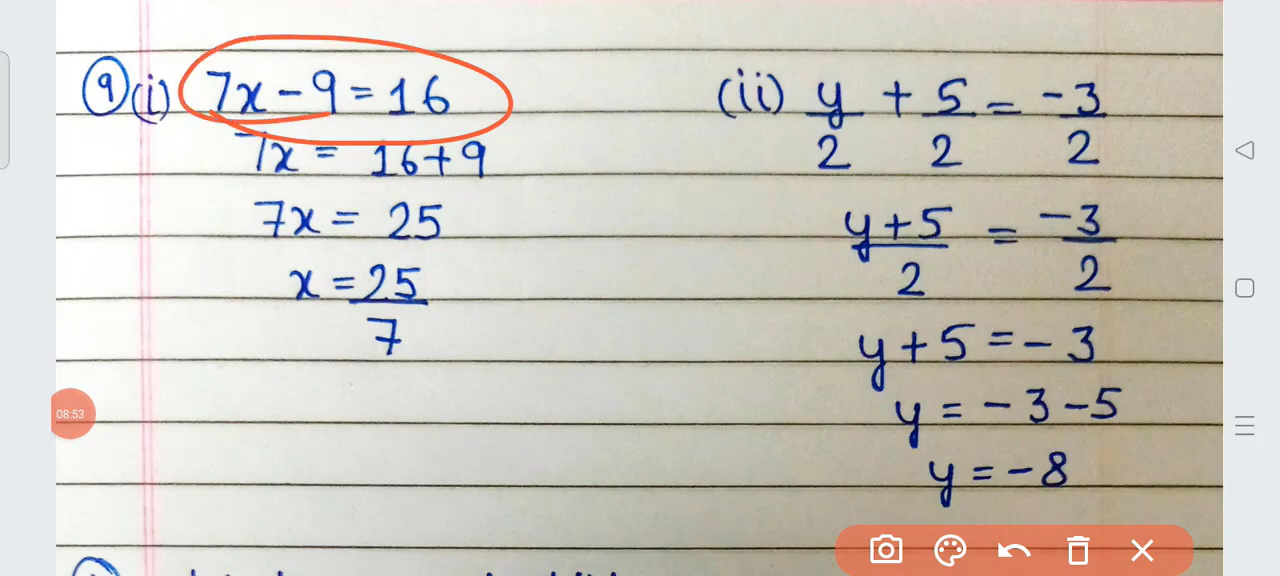 9 (i) 7x - 9 = 16
7x = 16+9
7x = 25
x = 25/7
(ii) y/2 + 5/2 = -3/2
y+5/2 = -3/2
y+5 = -3
y = -3-5
y = -8
08:53